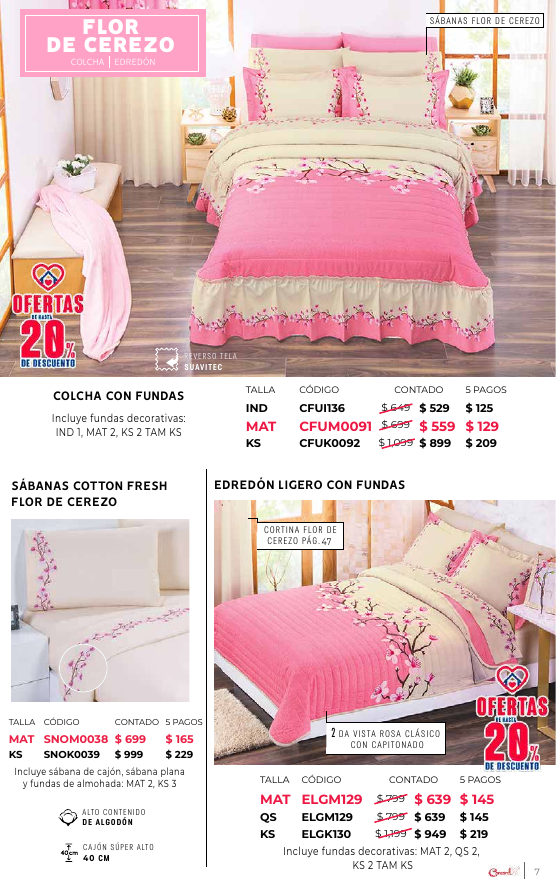 FLOR
DE CEREZO
COLCHA | EDREDÓN
SÁBANAS FLOR DE CEREZO
OFERTAS
DE HASTA
20%
DE DESCUENTO
REVERSO TELA
SUAVITEC
COLCHA CON FUNDAS
Incluye fundas decorativas:
IND 1, MAT 2, KS 2 TAM KS
TALLA CÓDIGO CONTADO 5 PAGOS
IND CFUI136 $ 649 $ 529 $ 125
MAT CFUM0091 $ 699 $ 559 $ 129
KS CFUK0092 $ 1,099 $ 899 $ 209
SÁBANAS COTTON FRESH
FLOR DE CEREZO
TALLA CÓDIGO CONTADO 5 PAGOS
MAT SNOM0038 $ 699 $ 165
KS SNOK0039 $ 999 $ 229
Incluye sábana de cajón, sábana plana
y fundas de almohada: MAT 2, KS 3
ALTO CONTENIDO
DE ALGODÓN
40cm
CAJÓN SÚPER ALTO
40 CM
EDREDÓN LIGERO CON FUNDAS
CORTINA FLOR DE
CEREZO PÁG. 47
2 DA VISTA ROSA CLÁSICO
CON CAPITONADO
OFERTAS
DE HASTA
20%
DE DESCUENTO
TALLA CÓDIGO CONTADO 5 PAGOS
MAT ELGM129 $ 799 $ 639 $ 145
QS ELGM129 $ 799 $ 639 $ 145
KS ELGK130 $ 1,199 $ 949 $ 219
Incluye fundas decorativas: MAT 2, QS 2,
KS 2 TAM KS
7